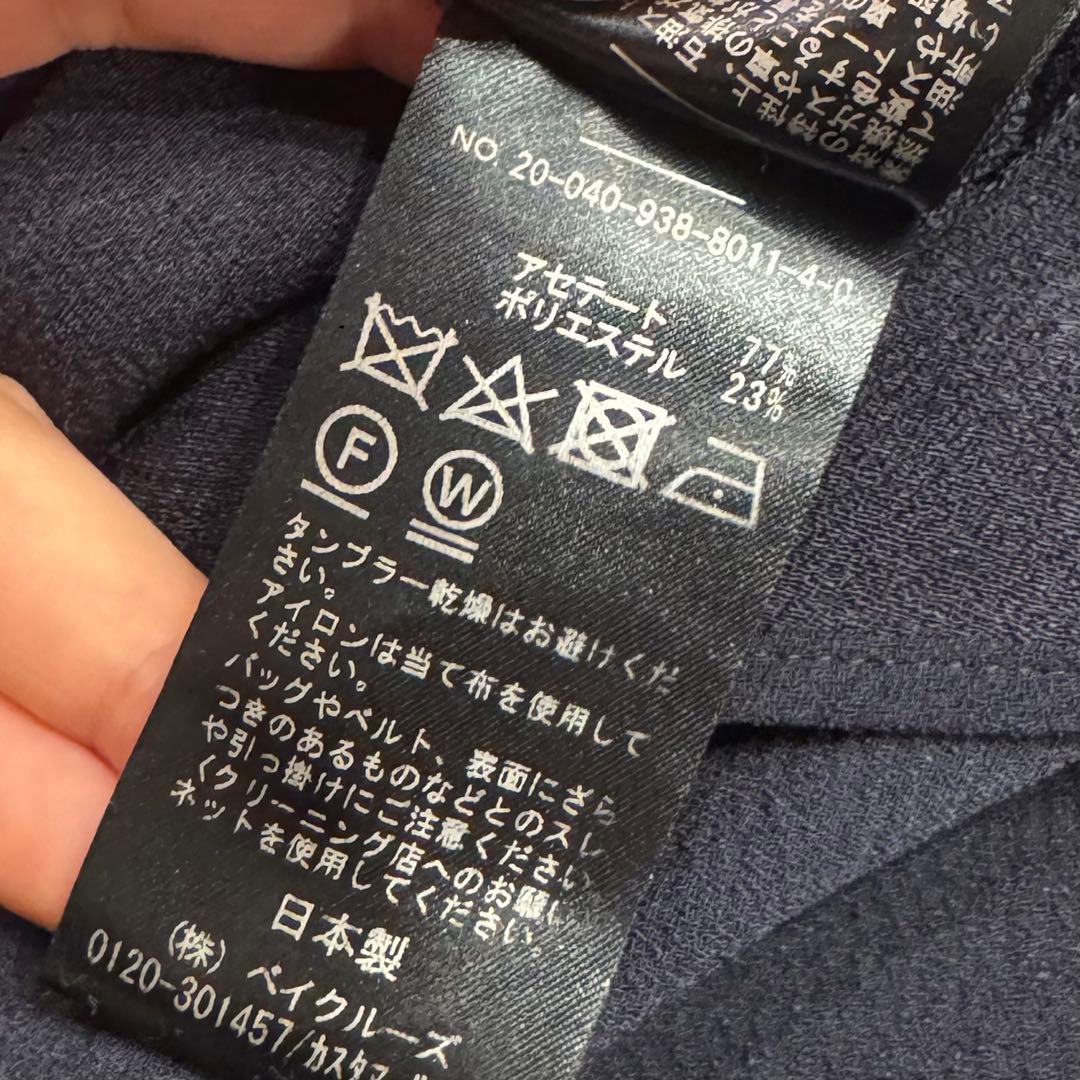 NO 20-040-938-8011-4-0
アセテート 77%
ポリエステル 23%
F W
タンブラー乾燥はお避けくだ
さい。
アイロンは当て布を使用して
ください。
バッグやベルト、表面にざら
つきのあるものなどとのスレ
や引っ掛けにご注意ください
くクリーニング店へのお願い
ネットを使用してください
日本製
(株) ベイクルーズ
0120-301457/カスタマー